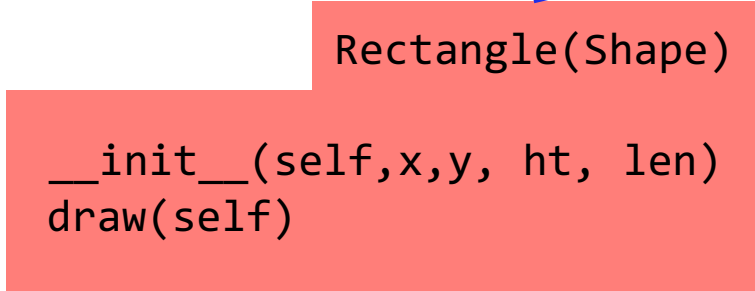 Rectangle(Shape)
__init__(self,x,y, ht, len)
draw(self)